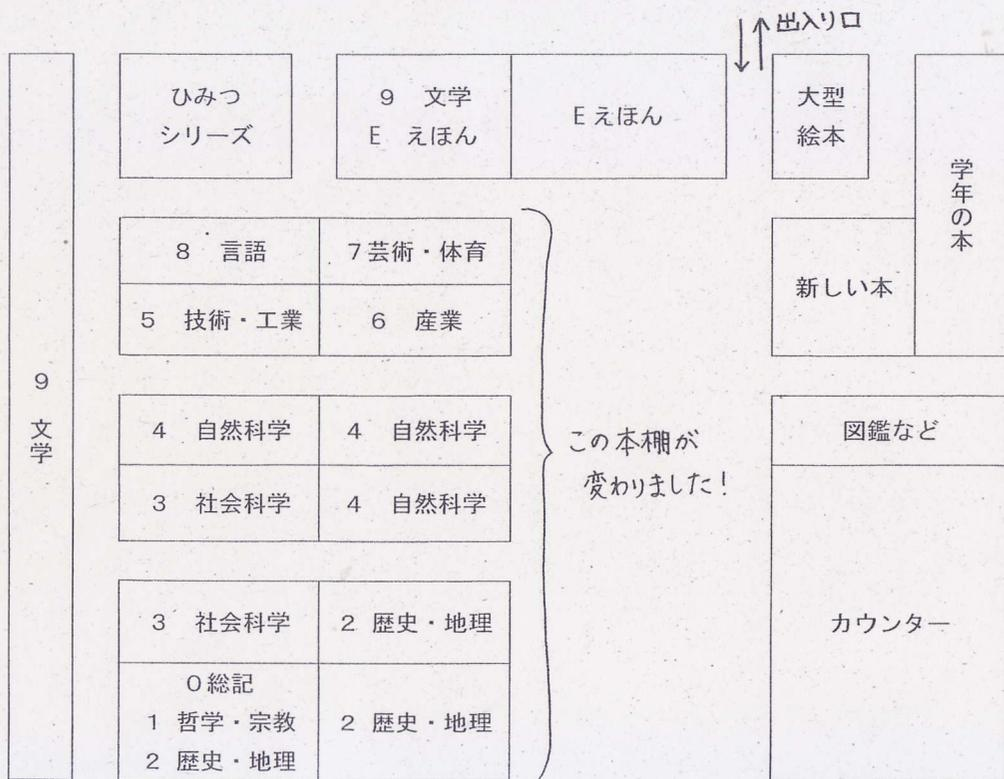 出入り口
ひみつ
シリーズ
9 文学
E えほん
E えほん
大型
絵本
学年の本
8 言語
7 芸術・体育
5 技術・工業
6 産業
新しい本
9 文学
4 自然科学
4 自然科学
3 社会科学
4 自然科学
この本棚が
変わりました!
図鑑など
カウンター
3 社会科学
2 歴史・地理
0 総記
1 哲学・宗教
2 歴史・地理
2 歴史・地理